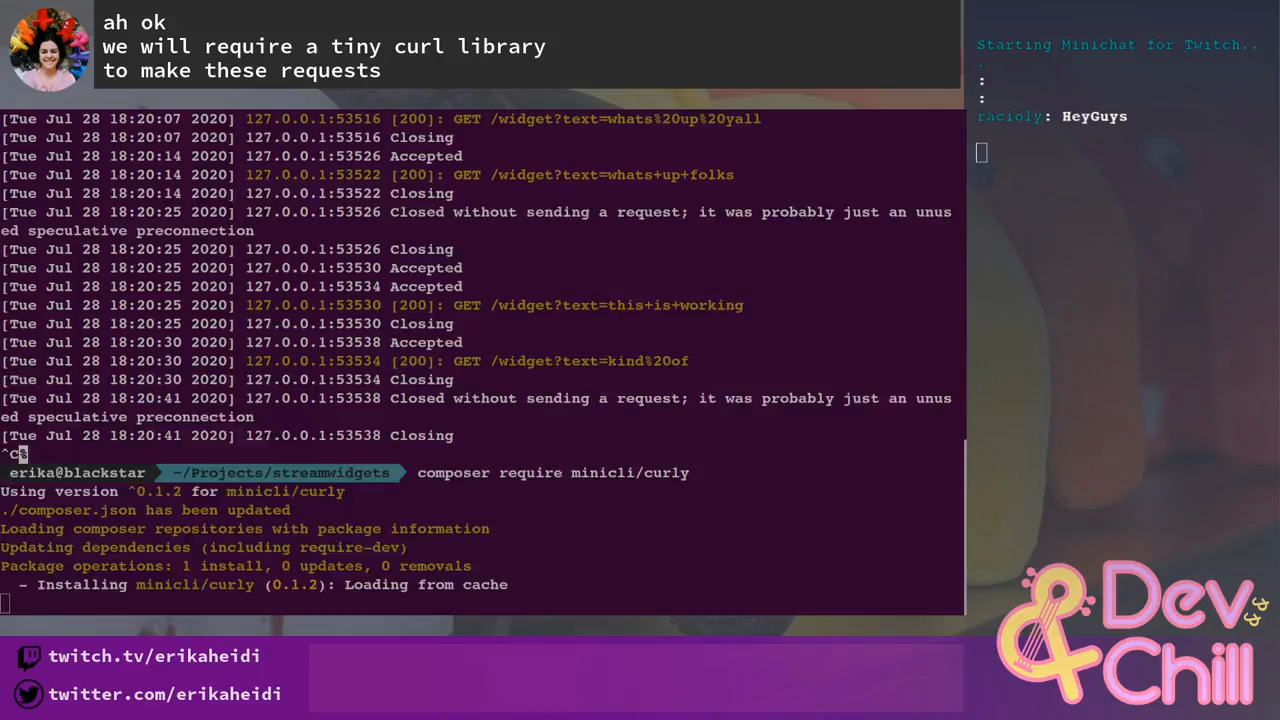 ah ok
we will require a tiny curl library
to make these requests
Starting Minichat for Twitch..
.
:
:
racioly: HeyGuys
[Tue Jul 28 18:20:07 2020] 127.0.0.1:53516 [200]: GET /widget?text=whats%20up%20yall
[Tue Jul 28 18:20:07 2020] 127.0.0.1:53516 Closing
[Tue Jul 28 18:20:14 2020] 127.0.0.1:53526 Accepted
[Tue Jul 28 18:20:14 2020] 127.0.0.1:53522 [200]: GET /widget?text=whats+up+folks
[Tue Jul 28 18:20:14 2020] 127.0.0.1:53522 Closing
[Tue Jul 28 18:20:25 2020] 127.0.0.1:53526 Closed without sending a request; it was probably just an unus
ed speculative preconnection
[Tue Jul 28 18:20:25 2020] 127.0.0.1:53526 Closing
[Tue Jul 28 18:20:25 2020] 127.0.0.1:53530 Accepted
[Tue Jul 28 18:20:25 2020] 127.0.0.1:53534 Accepted
[Tue Jul 28 18:20:25 2020] 127.0.0.1:53530 [200]: GET /widget?text=this+is+working
[Tue Jul 28 18:20:25 2020] 127.0.0.1:53530 Closing
[Tue Jul 28 18:20:30 2020] 127.0.0.1:53538 Accepted
[Tue Jul 28 18:20:30 2020] 127.0.0.1:53534 [200]: GET /widget?text=kind%20of
[Tue Jul 28 18:20:30 2020] 127.0.0.1:53534 Closing
[Tue Jul 28 18:20:41 2020] 127.0.0.1:53538 Closed without sending a request; it was probably just an unus
ed speculative preconnection
[Tue Jul 28 18:20:41 2020] 127.0.0.1:53538 Closing
^C%
erika@blackstar ~/Projects/streamwidgets composer require minicli/curly
Using version ^0.1.2 for minicli/curly
./composer.json has been updated
Loading composer repositories with package information
Updating dependencies (including require-dev)
Package operations: 1 install, 0 updates, 0 removals
- Installing minicli/curly (0.1.2): Loading from cache
twitch.tv/erikaheidi
twitter.com/erikaheidi
Dev &&
& Chill